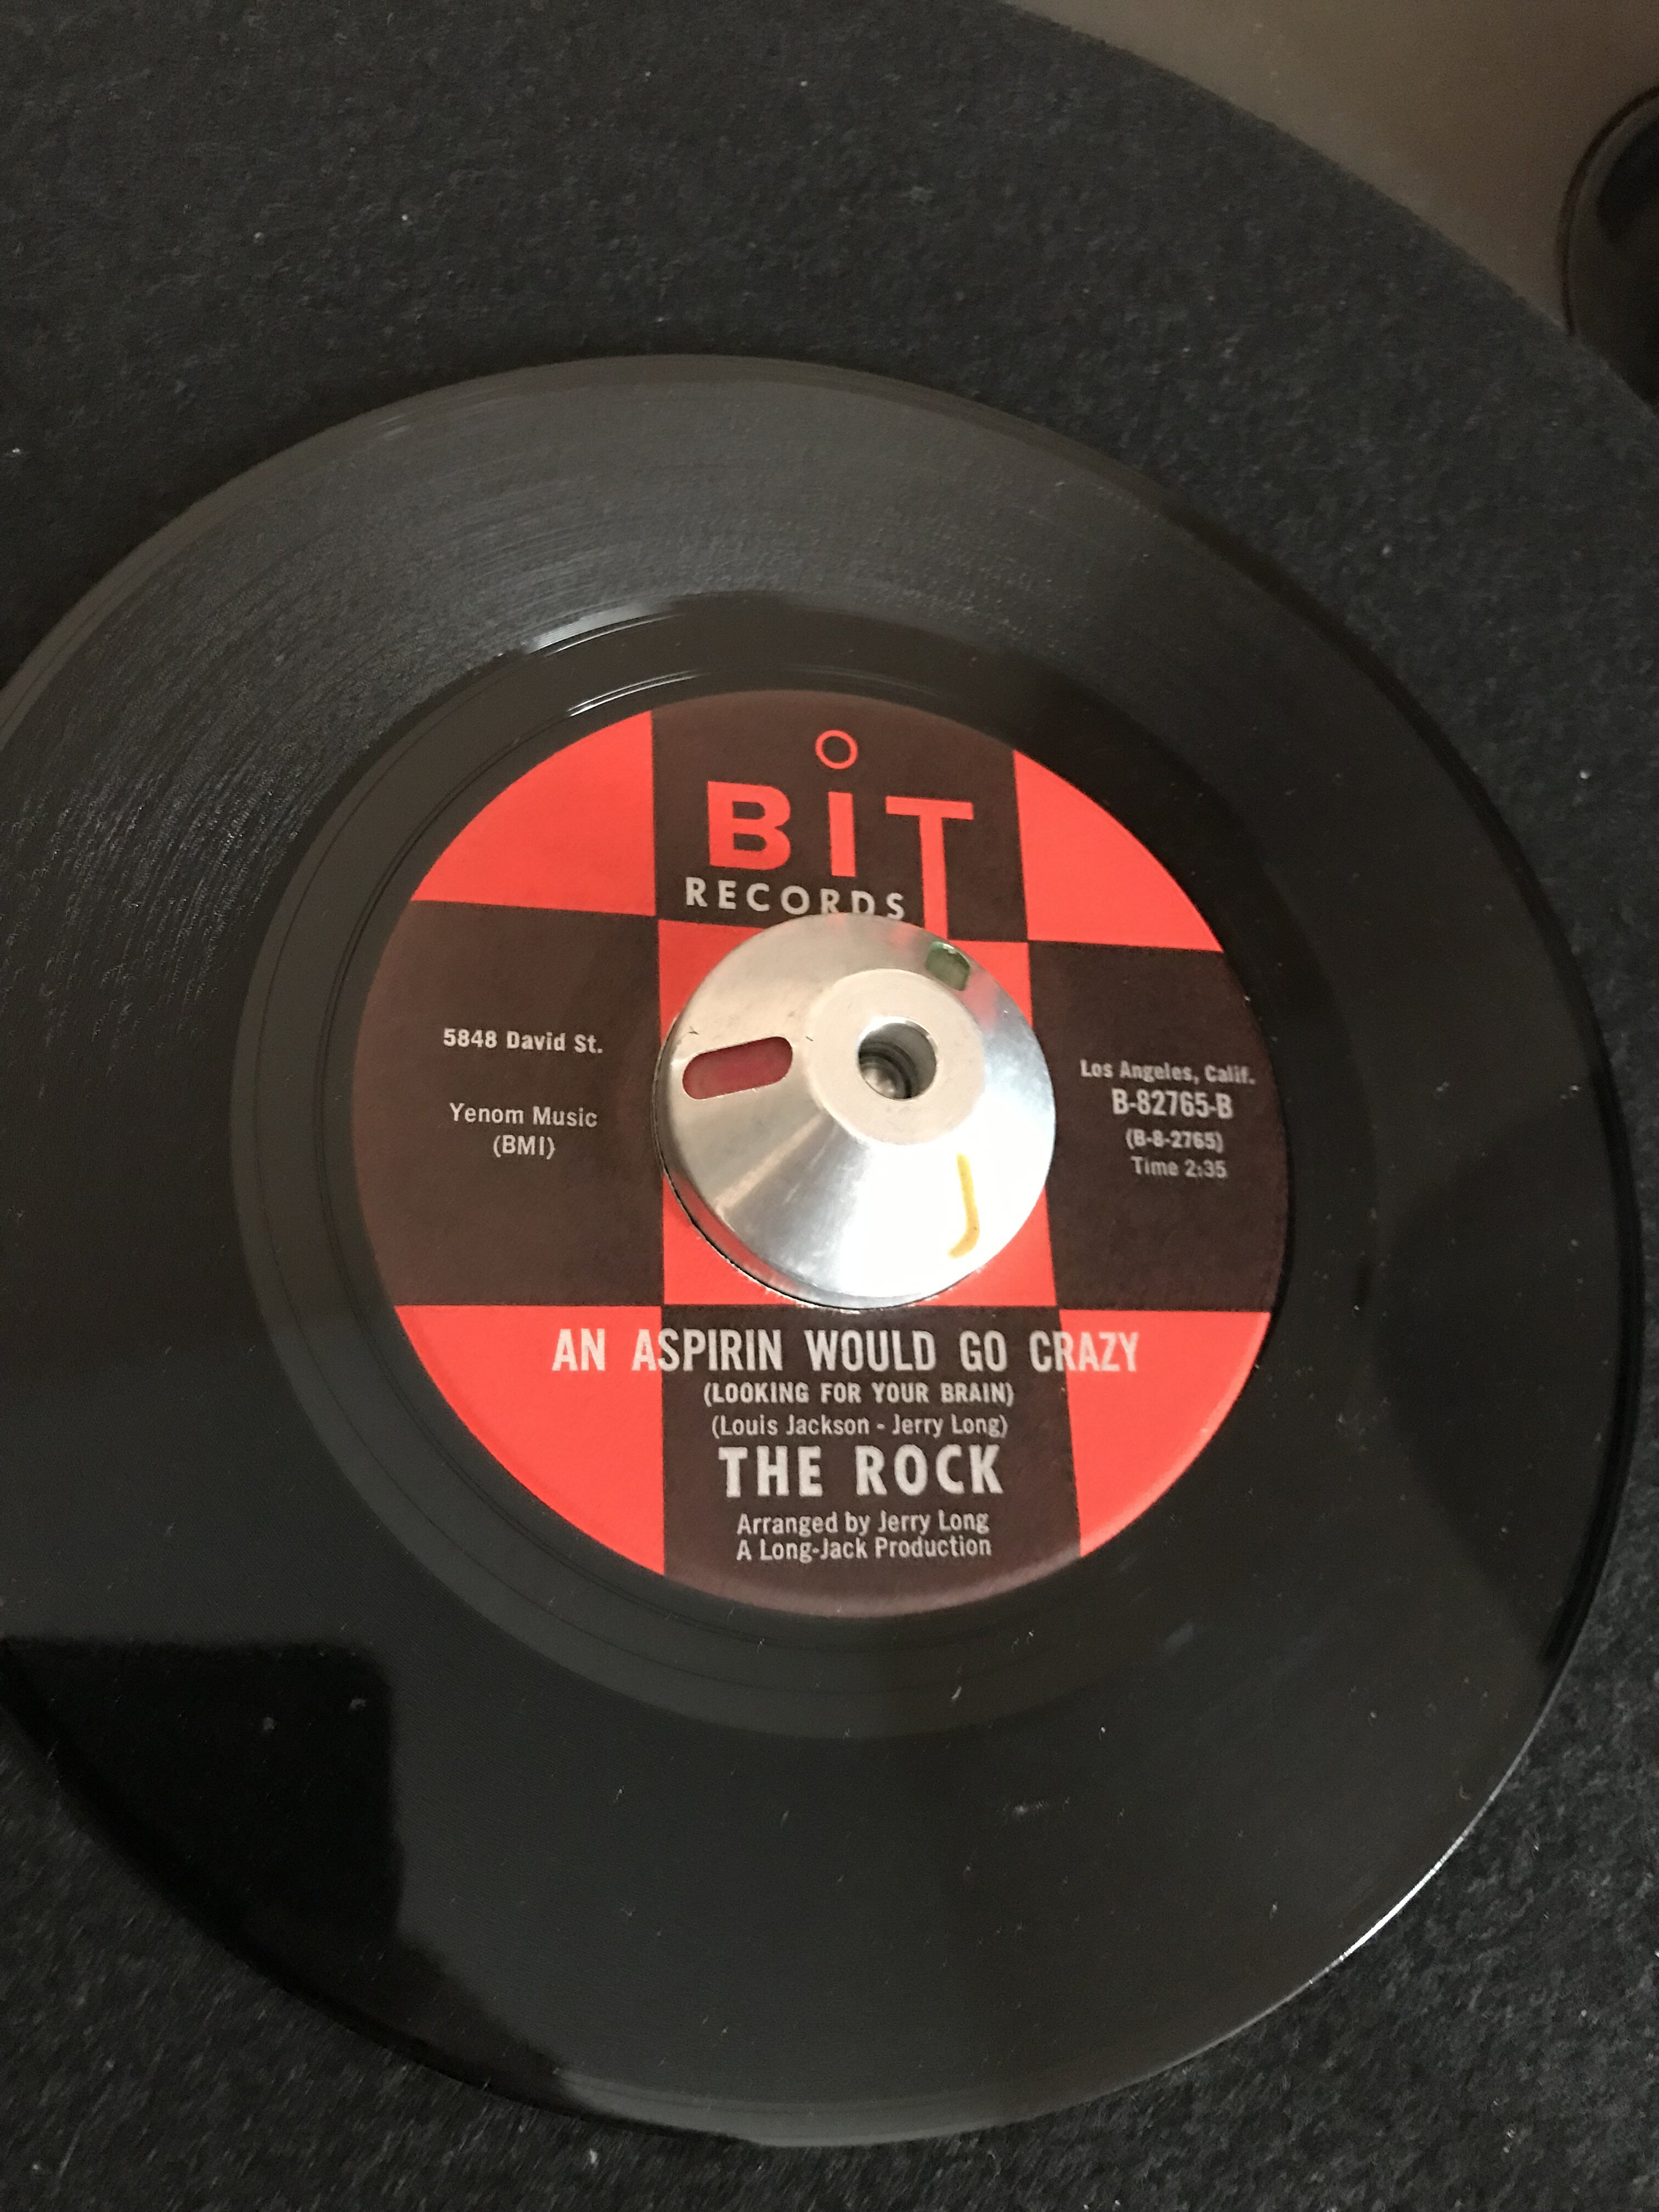 BiT
RECORDS
5848 David St.
Yenom Music
(BMI)
Los Angeles, Calif.
B-82765-B
(B-8-2765)
Time 2:35
AN ASPIRIN WOULD GO CRAZY
(LOOKING FOR YOUR BRAIN)
(Louis Jackson - Jerry Long)
THE ROCK
Arranged by Jerry Long
A Long-Jack Production